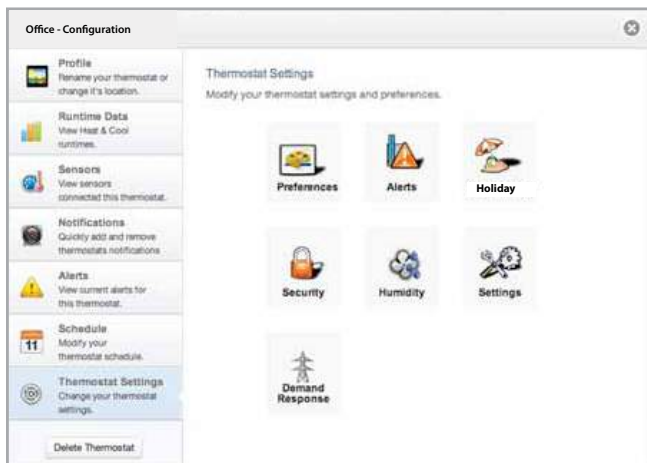 Office - Configuration
Profile
Rename your thermostat or
change it's location.
Runtime Data
View Heat & Cool
runtimes.
Sensors
View sensors
connected this thermostat.
Notifications
Quickly add and remove
thermostats notifications
Alerts
View current alerts for
this thermostat.
11
Schedule
Modify your
thermostat schedule.
Thermostat Settings
Change your thermostat
settings.
Delete Thermostat
Thermostat Settings
Modify your thermostat settings and preferences.
Preferences
Alerts
Holiday
Security
Humidity
Settings
Demand
Response